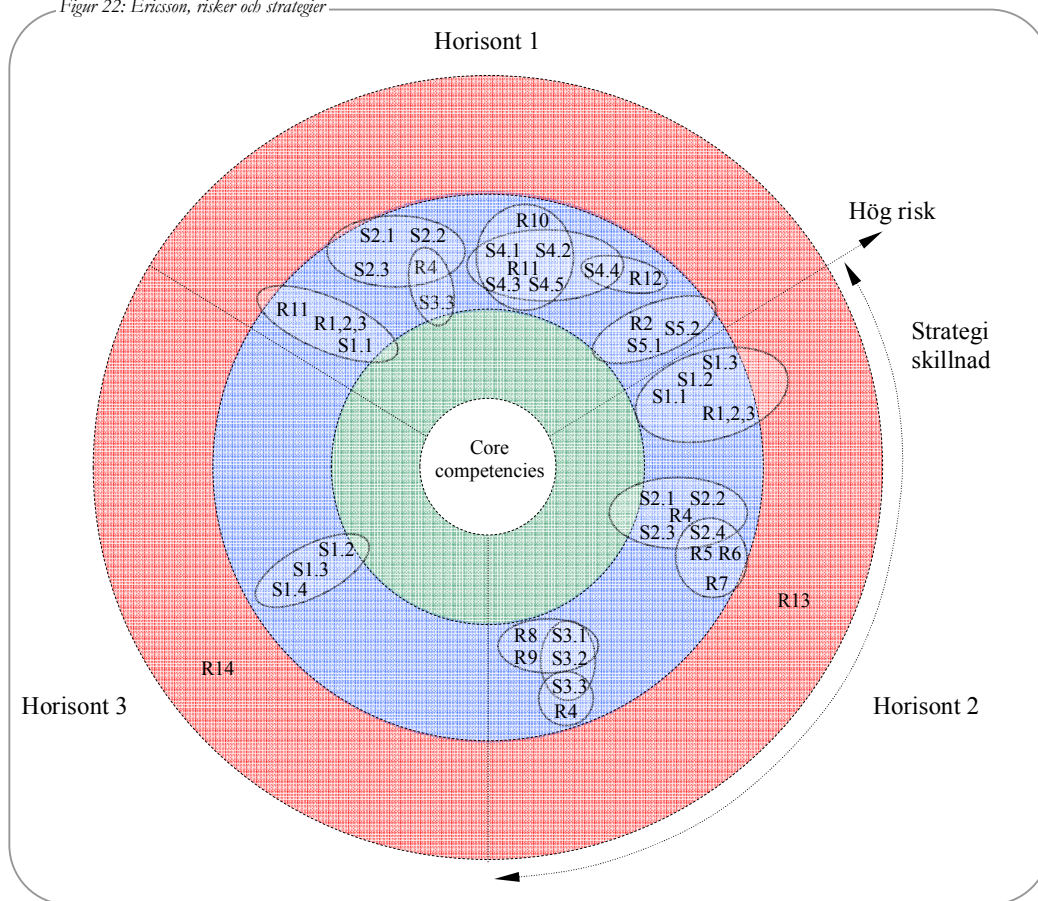 Figur 22: Ericsson, risker och strategier
Horisont 1
Hög risk
Strategi
skillnad
R10
S2.1 S2.2
S4.1 S4.2
S2.3 R4
R11
S4.4 R12
S4.3 S4.5
S3.3
R11
R1,2,3
S1.1
R2 S5.2
S5.1
S1.3
S1.2
S1.1
R1,2,3
Core
competencies
S2.1 S2.2
R4
S2.3 S2.4
R5 R6
R7
S1.2
S1.3
S1.4
R13
R8 S3.1
R9 S3.2
S3.3
R4
R14
Horisont 3
Horisont 2